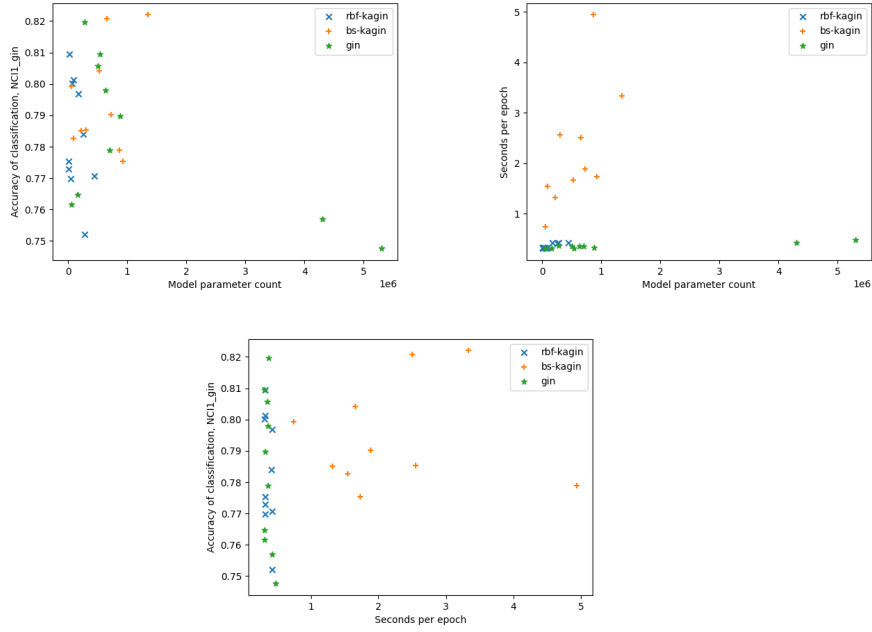 Accuracy of classification, NCI1_gin
0.82
0.81
0.80
0.79
0.78
0.77
0.76
0.75
rbf-kagin
bs-kagin
gin
0 1 2 3 4 5
1e6
Model parameter count
Seconds per epoch
5
4
3
2
1
rbf-kagin
bs-kagin
gin
0 1 2 3 4 5
1e6
Model parameter count
Accuracy of classification, NCI1_gin
0.82
0.81
0.80
0.79
0.78
0.77
0.76
0.75
rbf-kagin
bs-kagin
gin
1 2 3 4 5
Seconds per epoch